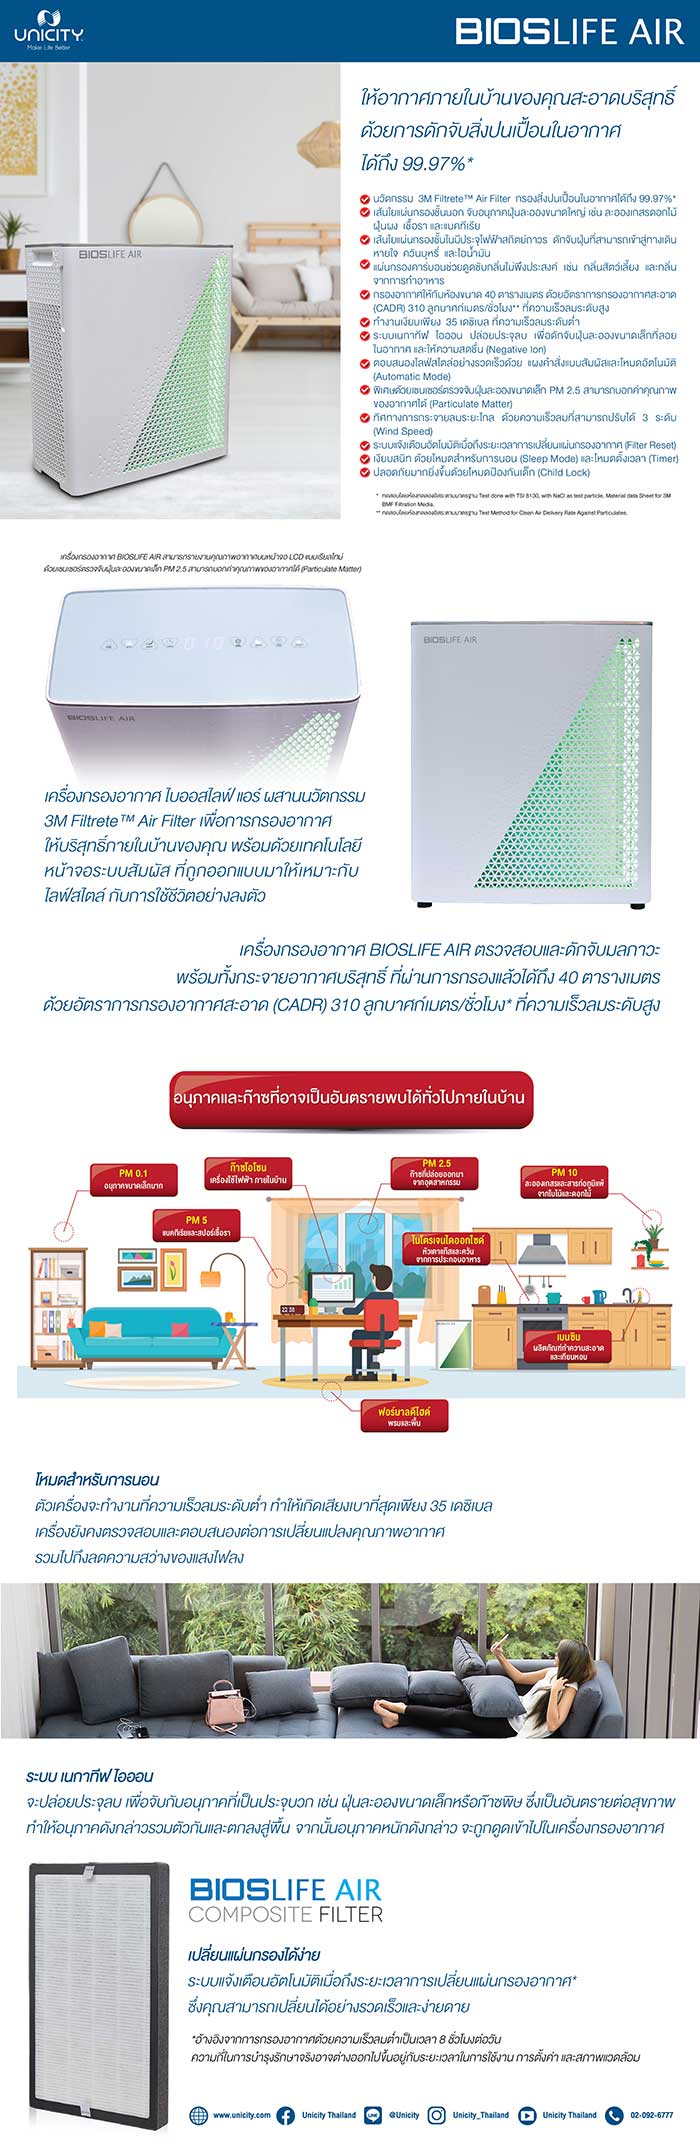 UNICITY
Make Life Better
BIOSLIFE AIR
ให้อากาศภายในบ้านของคุณสะอาดบริสุทธิ์
ด้วยการดักจับสิ่งปนเปื้อนในอากาศ
ได้ถึง 99.97%*
BIOSLIFE AIR
นวัตกรรม 3M Filtrete™ Air Filter กรองสิ่งปนเปื้อนในอากาศได้ถึง 99.97%*
เส้นใยแผ่นกรองชั้นนอก จับอนุภาคฝุ่นละอองขนาดใหญ่ เช่น ละอองเกสรดอกไม้
ฝุ่นผง เชื้อรา และแบคทีเรีย
เส้นใยแผ่นกรองชั้นในมีประจุไฟฟ้าสถิตย์ถาวร ดักจับฝุ่นที่สามารถเข้าสู่ทางเดิน
หายใจ ควันบุหรี่ และไอน้ำมัน
แผ่นกรองคาร์บอนช่วยดูดซับกลิ่นไม่พึงประสงค์ เช่น กลิ่นสัตว์เลี้ยง และกลิ่น
จากการทำอาหาร
กรองอากาศให้กับห้องขนาด 40 ตารางเมตร ด้วยอัตราการกรองอากาศสะอาด
(CADR) 310 ลูกบาศก์เมตร/ชั่วโมง** ที่ความเร็วลมระดับสูง
ทำงานเงียบเพียง 35 เดซิเบล ที่ความเร็วลมระดับต่ำ
ระบบเนกาทีฟ ไอออน ปล่อยประจุลบ เพื่อดักจับฝุ่นละอองขนาดเล็กที่ลอย
ในอากาศ และให้ความสดชื่น (Negative Ion)
ตอบสนองไลฟ์สไตล์อย่างรวดเร็วด้วย แผงคำสั่งแบบสัมผัสและโหมดอัตโนมัติ
(Automatic Mode)
พิเศษด้วยเซนเซอร์ตรวจจับฝุ่นละอองขนาดเล็ก PM 2.5 สามารถบอกค่าคุณภาพ
ของอากาศได้ (Particulate Matter)
ทิศทางการกระจายลมระยะไกล ด้วยความเร็วลมที่สามารถปรับได้ 3 ระดับ
(Wind Speed)
ระบบแจ้งเตือนอัตโนมัติเมื่อถึงระยะเวลาการเปลี่ยนแผ่นกรองอากาศ (Filter Reset)
เงียบสนิท ด้วยโหมดสำหรับการนอน (Sleep Mode) และโหมดตั้งเวลา (Timer)
ปลอดภัยมากยิ่งขึ้นด้วยโหมดป้องกันเด็ก (Child Lock)
* ทดสอบโดยห้องทดลองอิสระตามมาตรฐาน Test done with TSI 8130, with NaCl as test particle, Material data Sheet for 3M
BMF Filtration Media.
** ทดสอบโดยห้องทดลองอิสระตามมาตรฐาน Test Method for Clean Air Delivery Rate Against Particulates.
เครื่องกรองอากาศ BIOSLIFE AIR สามารถรายงานคุณภาพอากาศบนหน้าจอ LCD แบบเรียลไทม์
ด้วยเซนเซอร์ตรวจจับฝุ่นละอองขนาดเล็ก PM 2.5 สามารถบอกค่าคุณภาพของอากาศได้ (Particulate Matter)
010
BIOSLIFE AIR
BIOSLIFE AIR
เครื่องกรองอากาศ ไบออสไลฟ์ แอร์ ผสานนวัตกรรม
3M Filtrete™ Air Filter เพื่อการกรองอากาศ
ให้บริสุทธิ์ภายในบ้านของคุณ พร้อมด้วยเทคโนโลยี
หน้าจอระบบสัมผัส ที่ถูกออกแบบมาให้เหมาะกับ
ไลฟ์สไตล์ กับการใช้ชีวิตอย่างลงตัว
เครื่องกรองอากาศ BIOSLIFE AIR ตรวจสอบและดักจับมลภาวะ
พร้อมทั้งกระจายอากาศบริสุทธิ์ ที่ผ่านการกรองแล้วได้ถึง 40 ตารางเมตร
ด้วยอัตราการกรองอากาศสะอาด (CADR) 310 ลูกบาศก์เมตร/ชั่วโมง* ที่ความเร็วลมระดับสูง
อนุภาคและก๊าซที่อาจเป็นอันตรายพบได้ทั่วไปภายในบ้าน
PM 0.1
อนุภาคขนาดเล็กมาก
ก๊าซโอโซน
เครื่องใช้ไฟฟ้า ภายในบ้าน
PM 2.5
ก๊าซที่ปล่อยออกมา
จากอุตสาหกรรม
PM 10
ละอองเกสรและสารก่อภูมิแพ้
จากใบไม้และดอกไม้
PM 5
แบคทีเรียและสปอร์เชื้อรา
ไนโตรเจนไดออกไซด์
หัวเตาแก๊สและควัน
จากการประกอบอาหาร
22:30
เบนซิน
ผลิตภัณฑ์ทำความสะอาด
และเทียนหอม
ฟอร์มาลดีไฮด์
พรมและพื้น
โหมดสำหรับการนอน
ตัวเครื่องจะทำงานที่ความเร็วลมระดับต่ำ ทำให้เกิดเสียงเบาที่สุดเพียง 35 เดซิเบล
เครื่องยังคงตรวจสอบและตอบสนองต่อการเปลี่ยนแปลงคุณภาพอากาศ
รวมไปถึงลดความสว่างของแสงไฟลง
ระบบ เนกาทีฟ ไอออน
จะปล่อยประจุลบ เพื่อจับกับอนุภาคที่เป็นประจุบวก เช่น ฝุ่นละอองขนาดเล็กหรือก๊าซพิษ ซึ่งเป็นอันตรายต่อสุขภาพ
ทำให้อนุภาคดังกล่าวรวมตัวกันและตกลงสู่พื้น จากนั้นอนุภาคหนักดังกล่าว จะถูกดูดเข้าไปในเครื่องกรองอากาศ
BIOSLIFE AIR
COMPOSITE FILTER
เปลี่ยนแผ่นกรองได้ง่าย
ระบบแจ้งเตือนอัตโนมัติเมื่อถึงระยะเวลาการเปลี่ยนแผ่นกรองอากาศ*
ซึ่งคุณสามารถเปลี่ยนได้อย่างรวดเร็วและง่ายดาย
*อ้างอิงจากการกรองอากาศด้วยความเร็วลมต่ำเป็นเวลา 8 ชั่วโมงต่อวัน
ความถี่ในการบำรุงรักษาจริงอาจต่างออกไปขึ้นอยู่กับระยะเวลาในการใช้งาน การตั้งค่า และสภาพแวดล้อม
www.unicity.com Unicity Thailand LINE @Unicity Unicity_Thailand Unicity Thailand 02-092-6777